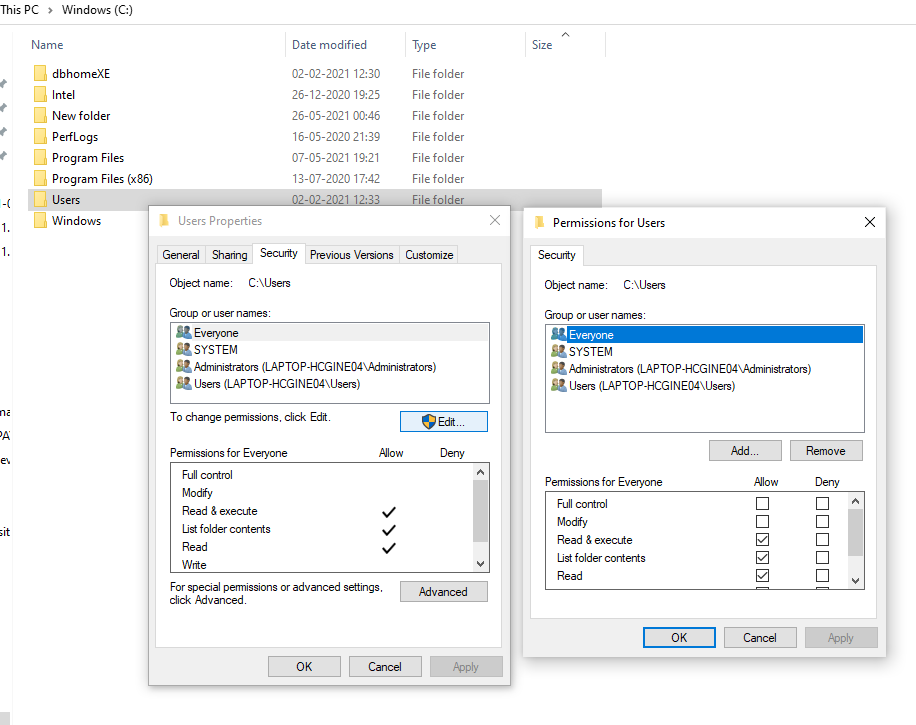 This PC > Windows (C:)
Name Date modified Type Size
dbhomeXE 02-02-2021 12:30 File folder
Intel 26-12-2020 19:25 File folder
New folder 26-05-2021 00:46 File folder
PerfLogs 16-05-2020 21:39 File folder
Program Files 07-05-2021 19:21 File folder
Program Files (x86) 13-07-2020 17:42 File folder
Users 02-02-2021 12:33 File folder
Windows
Users Properties
General Sharing Security Previous Versions Customize
Object name: C:\Users
Group or user names:
Everyone
SYSTEM
Administrators (LAPTOP-HCGINE04\Administrators)
Users (LAPTOP-HCGINE04\Users)
To change permissions, click Edit.
Edit...
Permissions for Everyone Allow Deny
Full control
Modify
Read & execute
List folder contents
Read
Write
For special permissions or advanced settings,
click Advanced.
Advanced
OK Cancel Apply
Permissions for Users
Security
Object name: C:\Users
Group or user names:
Everyone
SYSTEM
Administrators (LAPTOP-HCGINE04\Administrators)
Users (LAPTOP-HCGINE04\Users)
Add... Remove
Permissions for Everyone Allow Deny
Full control
Modify
Read & execute
List folder contents
Read
OK Cancel Apply